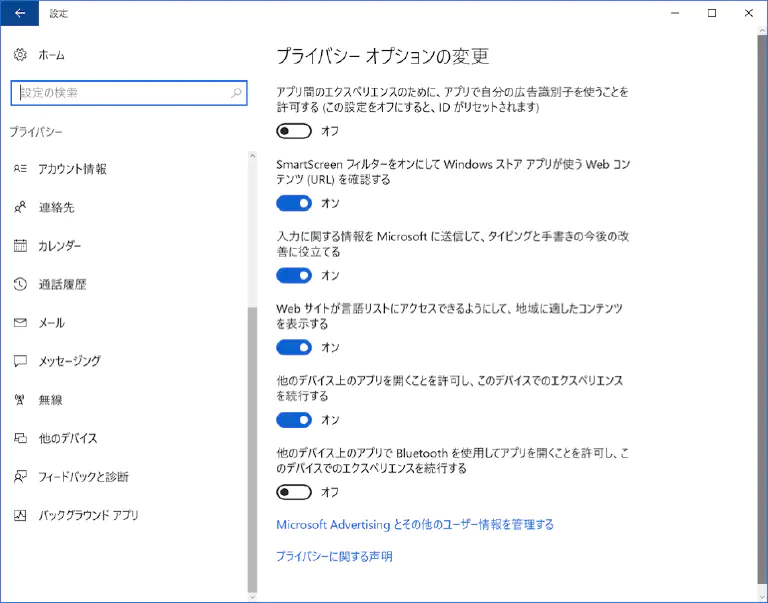 設定
ホーム
設定の検索
プライバシー
アカウント情報
連絡先
カレンダー
通話履歴
メール
メッセージング
無線
他のデバイス
フィードバックと診断
バックグラウンド アプリ
プライバシー オプションの変更
アプリ間のエクスペリエンスのために、アプリで自分の広告識別子を使うことを
許可する (この設定をオフにすると、ID がリセットされます)
オフ
SmartScreen フィルターをオンにして Windows ストア アプリが使う Web コン
テンツ (URL) を確認する
オン
入力に関する情報を Microsoft に送信して、タイピングと手書きの今後の改
善に役立てる
オン
Web サイトが言語リストにアクセスできるようにして、地域に適したコンテンツ
を表示する
オン
他のデバイス上のアプリを開くことを許可し、このデバイスでのエクスペリエンス
を続行する
オン
他のデバイス上のアプリで Bluetooth を使用してアプリを開くことを許可し、こ
のデバイスでのエクスペリエンスを続行する
オフ
Microsoft Advertising とその他のユーザー情報を管理する
プライバシーに関する声明